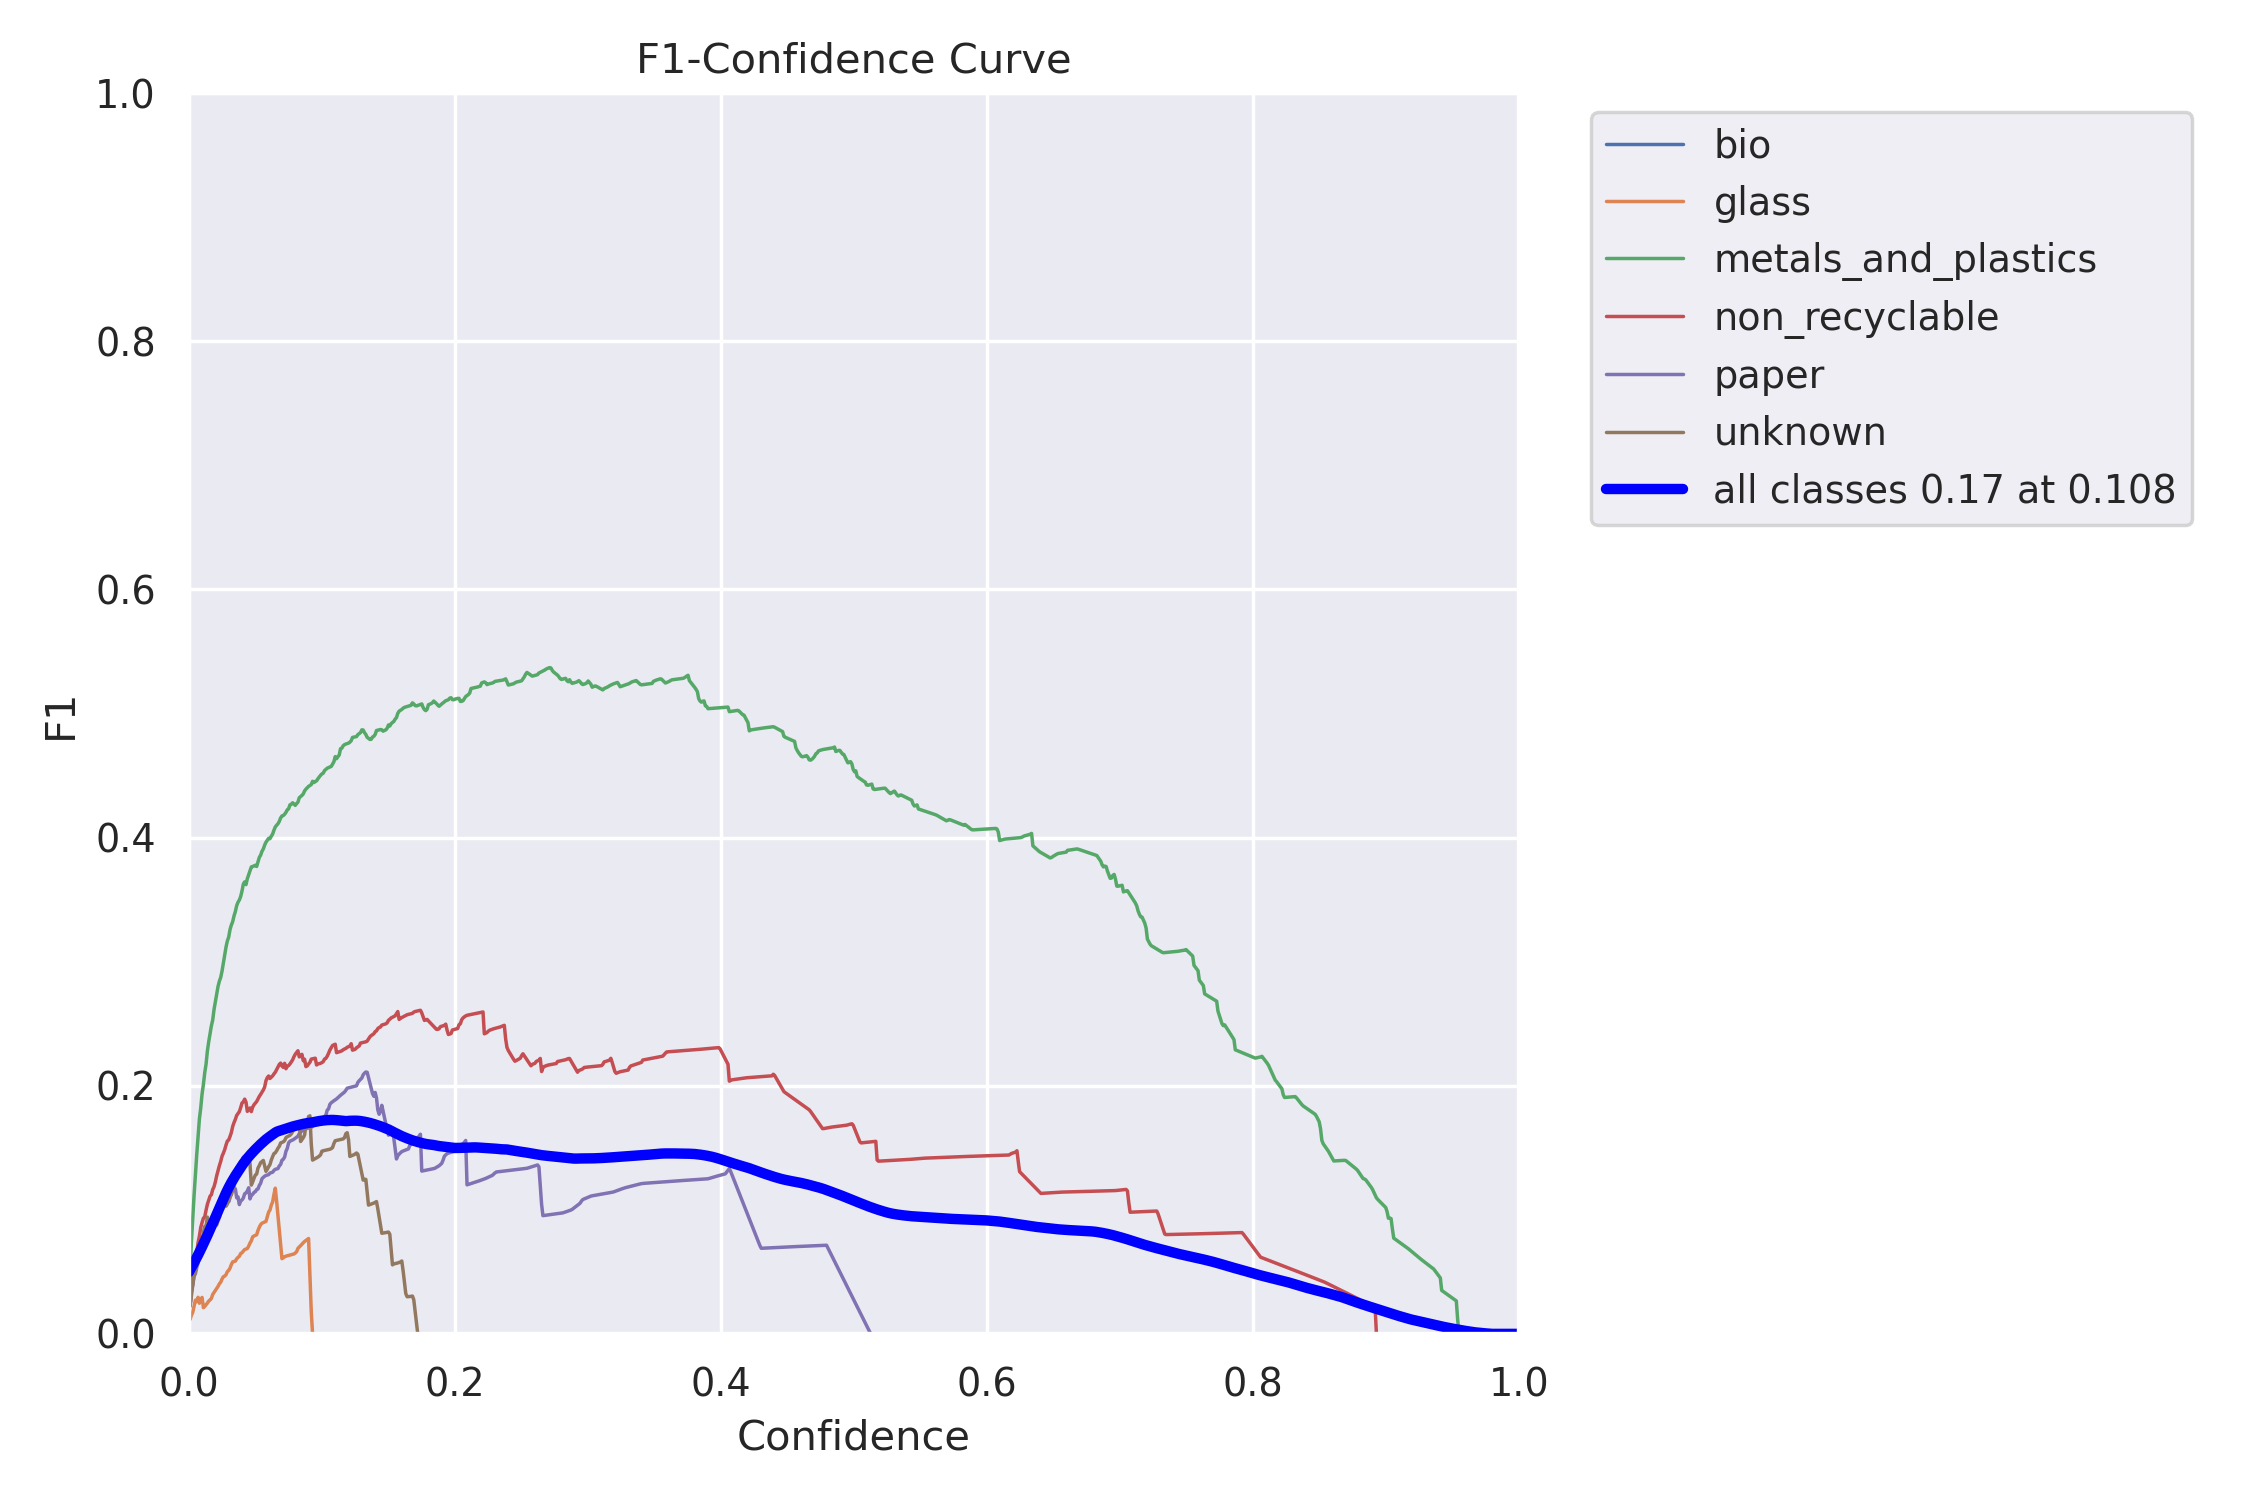 F1-Confidence Curve
1.0
0.8
0.6
0.4
0.2
0.0
F1
0.0 0.2 0.4 0.6 0.8 1.0
Confidence
bio
glass
metals_and_plastics
non_recyclable
paper
unknown
all classes 0.17 at 0.108